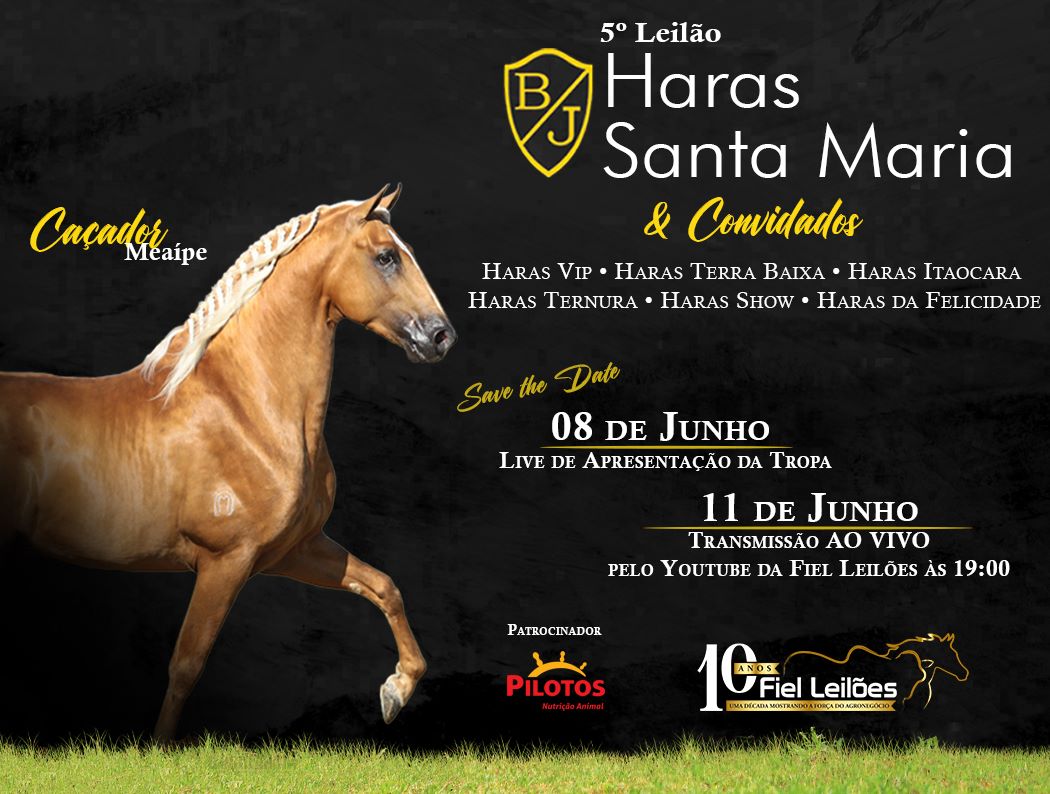 5º Leilão
B/J
Haras
Santa Maria
& Convidados
Caçador
Meaípe
Haras Vip • Haras Terra Baixa • Haras Itaocara
Haras Ternura • Haras Show • Haras da Felicidade
Save the Date
08 de Junho
Live de Apresentação da Tropa
11 de Junho
Transmissão AO VIVO
pelo Youtube da Fiel Leilões às 19:00
Patrocinador
PILOTOS
Nutrição Animal
10 ANOS
Fiel Leilões
UMA DÉCADA MOSTRANDO A FORÇA DO AGRONEGÓCIO